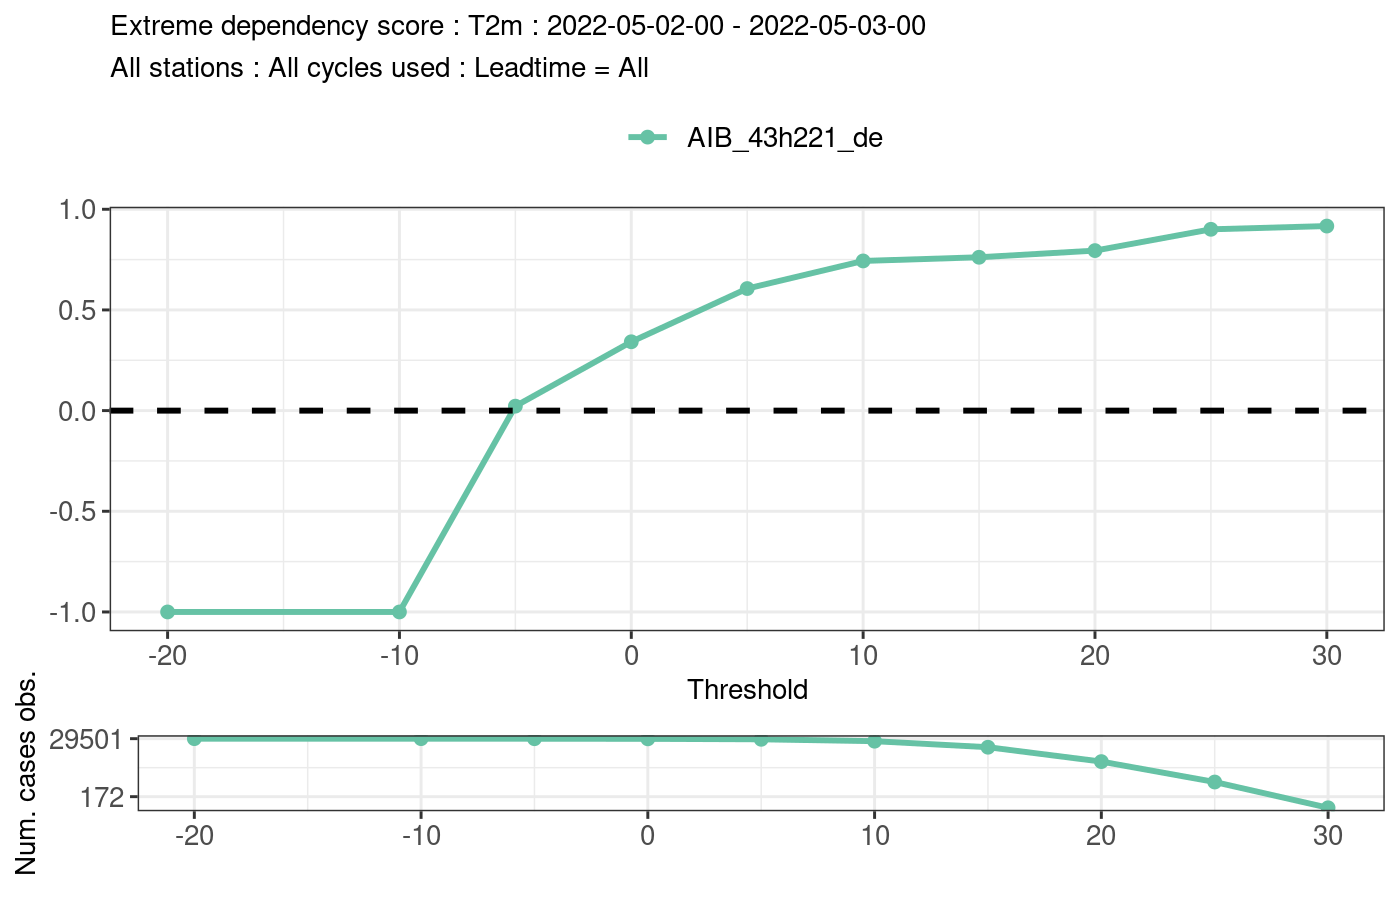 Extreme dependency score : T2m : 2022-05-02-00 - 2022-05-03-00
All stations : All cycles used : Leadtime = All
AIB_43h221_de
1.0
0.5
0.0
-0.5
-1.0
-20 -10 0 10 20 30
Threshold
Num. cases obs.
29501
172
-20 -10 0 10 20 30